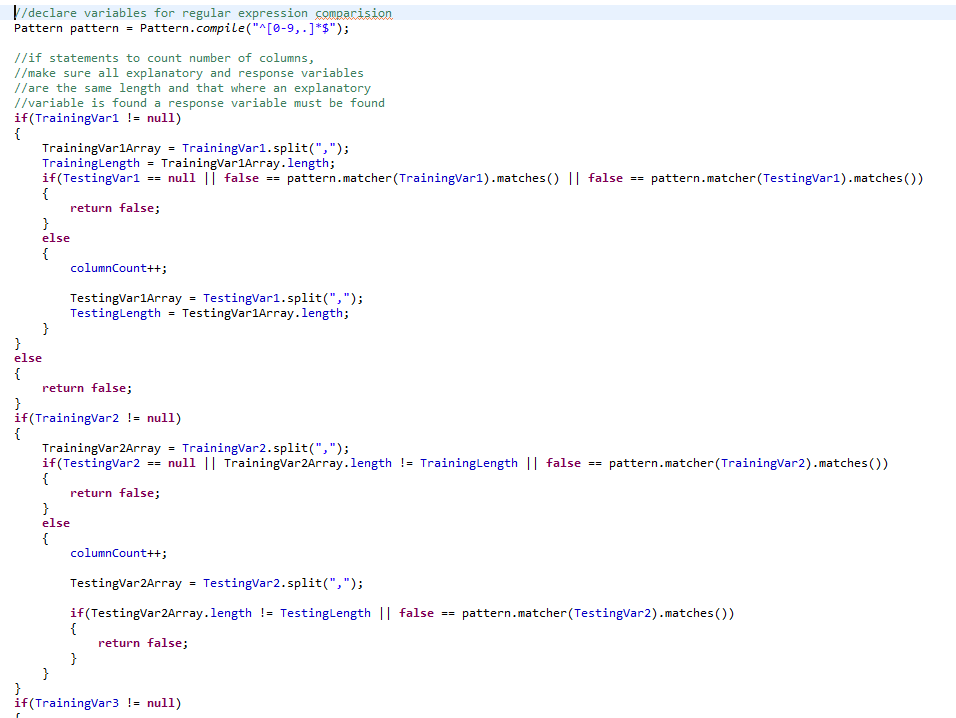 //declare variables for regular expression comparision
Pattern pattern = Pattern.compile("^[0-9,.]*$");
//if statements to count number of columns,
//make sure all explanatory and response variables
//are the same length and that where an explanatory
//variable is found a response variable must be found
if(TrainingVar1 != null)
{
TrainingVar1Array = TrainingVar1.split(",");
TrainingLength = TrainingVar1Array.length;
if(TestingVar1 == null || false == pattern.matcher(TrainingVar1).matches() || false == pattern.matcher(TestingVar1).matches())
{
return false;
}
else
{
columnCount++;
TestingVar1Array = TestingVar1.split(",");
TestingLength = TestingVar1Array.length;
}
}
else
{
return false;
}
if(TrainingVar2 != null)
{
TrainingVar2Array = TrainingVar2.split(",");
if(TestingVar2 == null || TrainingVar2Array.length != TrainingLength || false == pattern.matcher(TrainingVar2).matches())
{
return false;
}
else
{
columnCount++;
TestingVar2Array = TestingVar2.split(",");
if(TestingVar2Array.length != TestingLength || false == pattern.matcher(TestingVar2).matches())
{
return false;
}
}
}
if(TrainingVar3 != null)
{